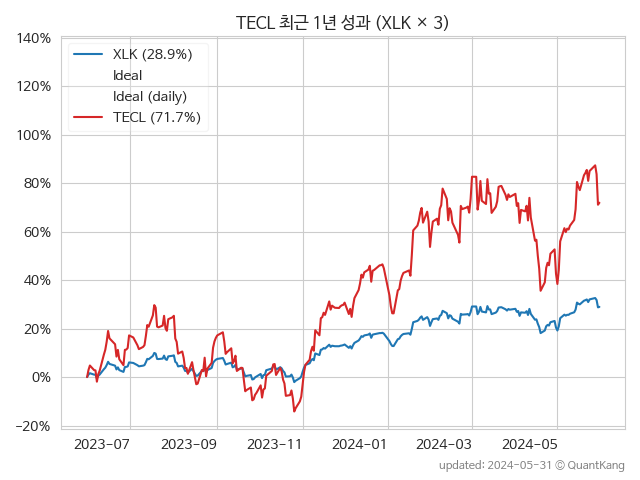 TECL 최근 1년 성과 (XLK × 3)
140%
120%
100%
80%
60%
40%
20%
0%
−20%
XLK (28.9%)
Ideal
Ideal (daily)
TECL (71.7%)
2023-07
2023-09
2023-11
2024-01
2024-03
2024-05
updated: 2024-05-31 © QuantKang